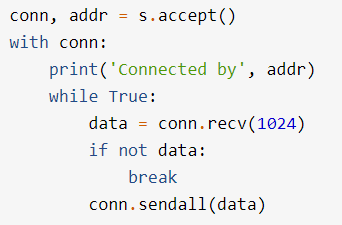 conn, addr = s.accept()
with conn:
    print('Connected by', addr)
    while True:
        data = conn.recv(1024)
        if not data:
            break
        conn.sendall(data)